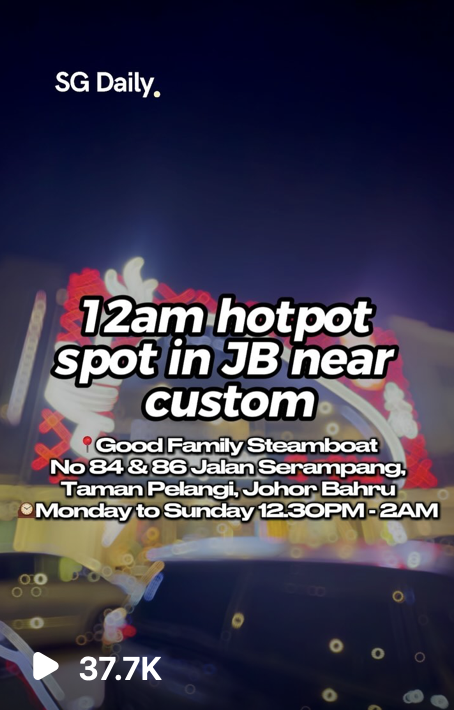 SG Daily.
12am hotpot
spot in JB near
custom
📍Good Family Steamboat
No 84 & 86 Jalan Serampang,
Taman Pelangi, Johor Bahru
⏰Monday to Sunday 12.30PM - 2AM
37.7K